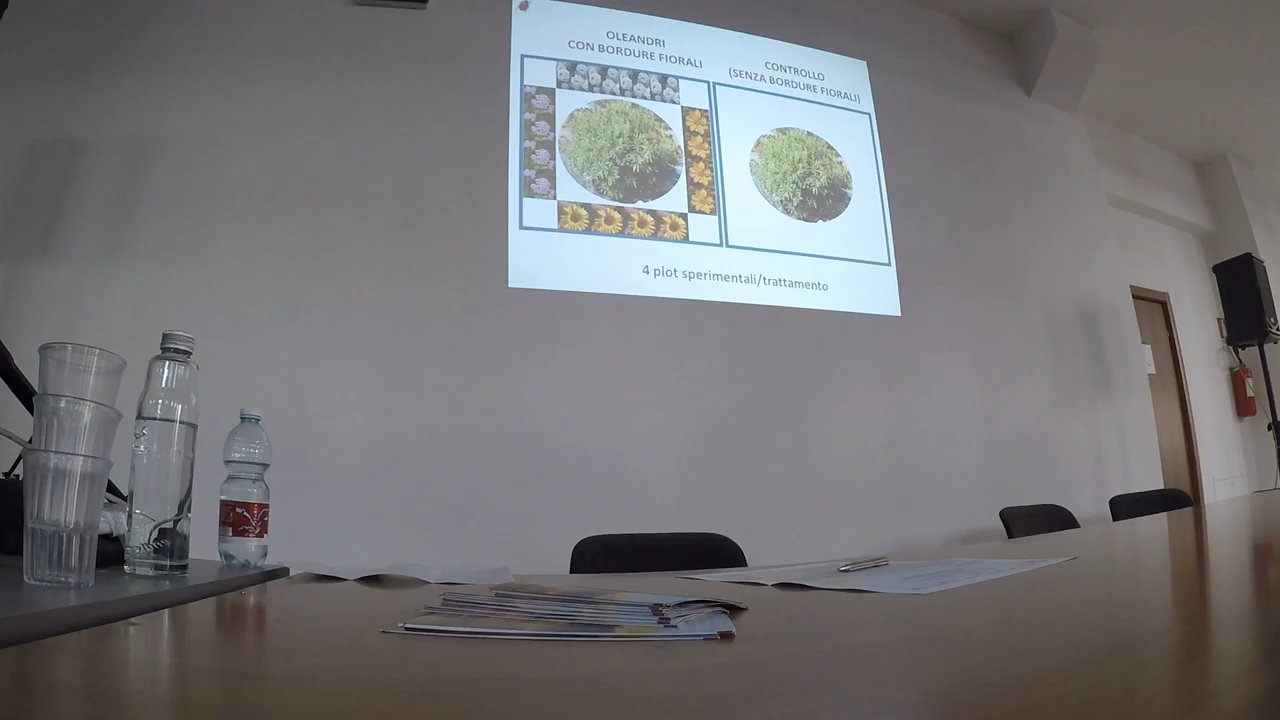 OLEANDRI
CON BORDURE FIORALI
CONTROLLO
(SENZA BORDURE FIORALI)
4 plot sperimentali/trattamento